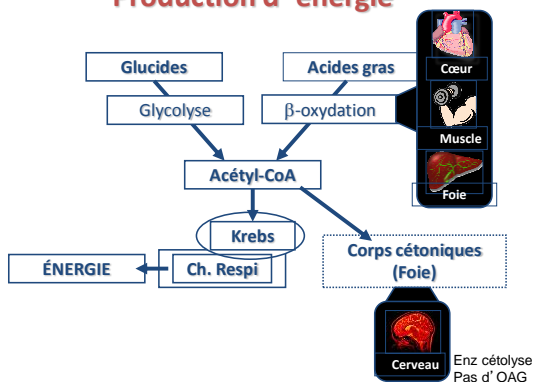 Production d'énergie
Glucides
Acides gras
Glycolyse
β-oxydation
Cœur
Muscle
Foie
Acétyl-CoA
Krebs
Ch. Respi
ÉNERGIE
Corps cétoniques
(Foie)
Cerveau
Enz cétolyse
Pas d'OAG